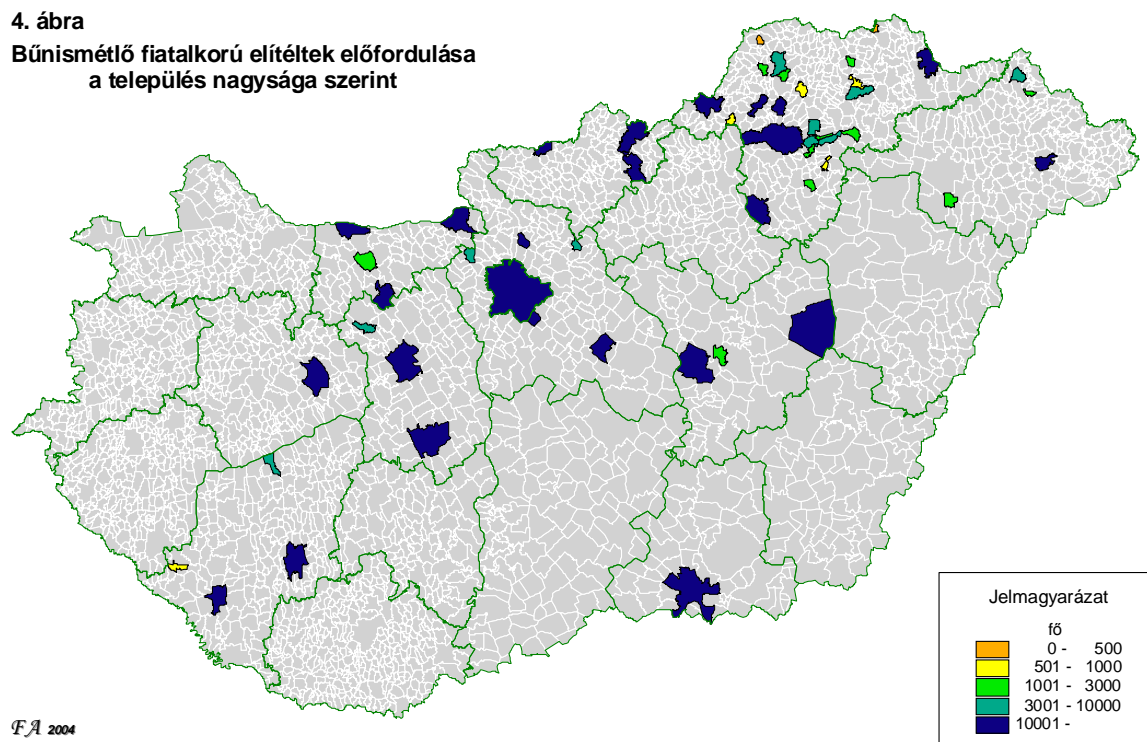 4. ábra
Bűnismétlő fiatalkorú elítéltek előfordulása
a település nagysága szerint
Jelmagyarázat
fő
0 - 500
501 - 1000
1001 - 3000
3001 - 10000
10001 -
FA 2004